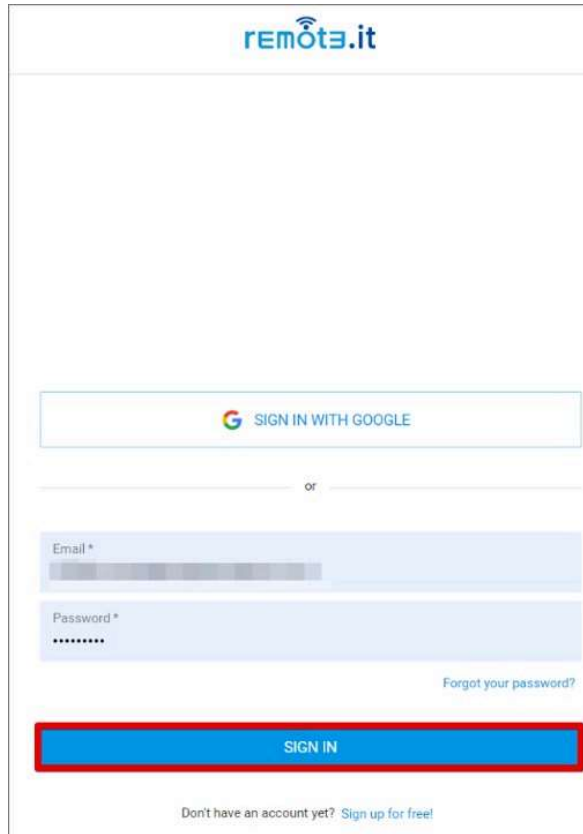 remote.it
SIGN IN WITH GOOGLE
or
Email *
Password *
•••••••••
Forgot your password?
SIGN IN
Don't have an account yet? Sign up for free!